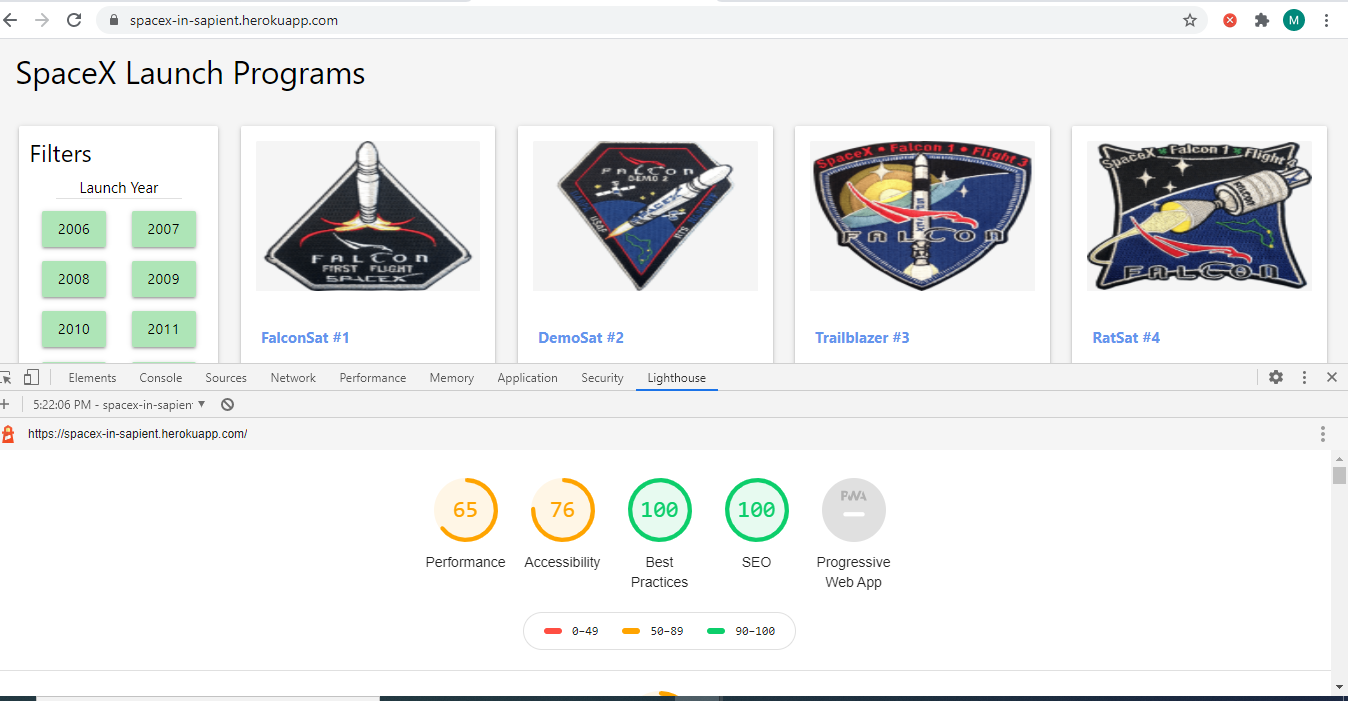 spacex-in-sapient.herokuapp.com
M
SpaceX Launch Programs
Filters
Launch Year
2006 2007
2008 2009
2010 2011
FALCON
FIRST FLIGHT
SPACEX
FalconSat #1
FALCON
DEMO 2
DemoSat #2
SpaceX • Falcon 1 • Flight 3
FALCON
Trailblazer #3
SpaceX Falcon 1 Flight 4
FALCON
FALCON
RatSat #4
Elements Console Sources Network Performance Memory Application Security Lighthouse
5:22:06 PM - spacex-in-sapien
https://spacex-in-sapient.herokuapp.com/
65 76 100 100 PWA
Performance Accessibility Best Practices SEO Progressive Web App
0–49 50–89 90–100